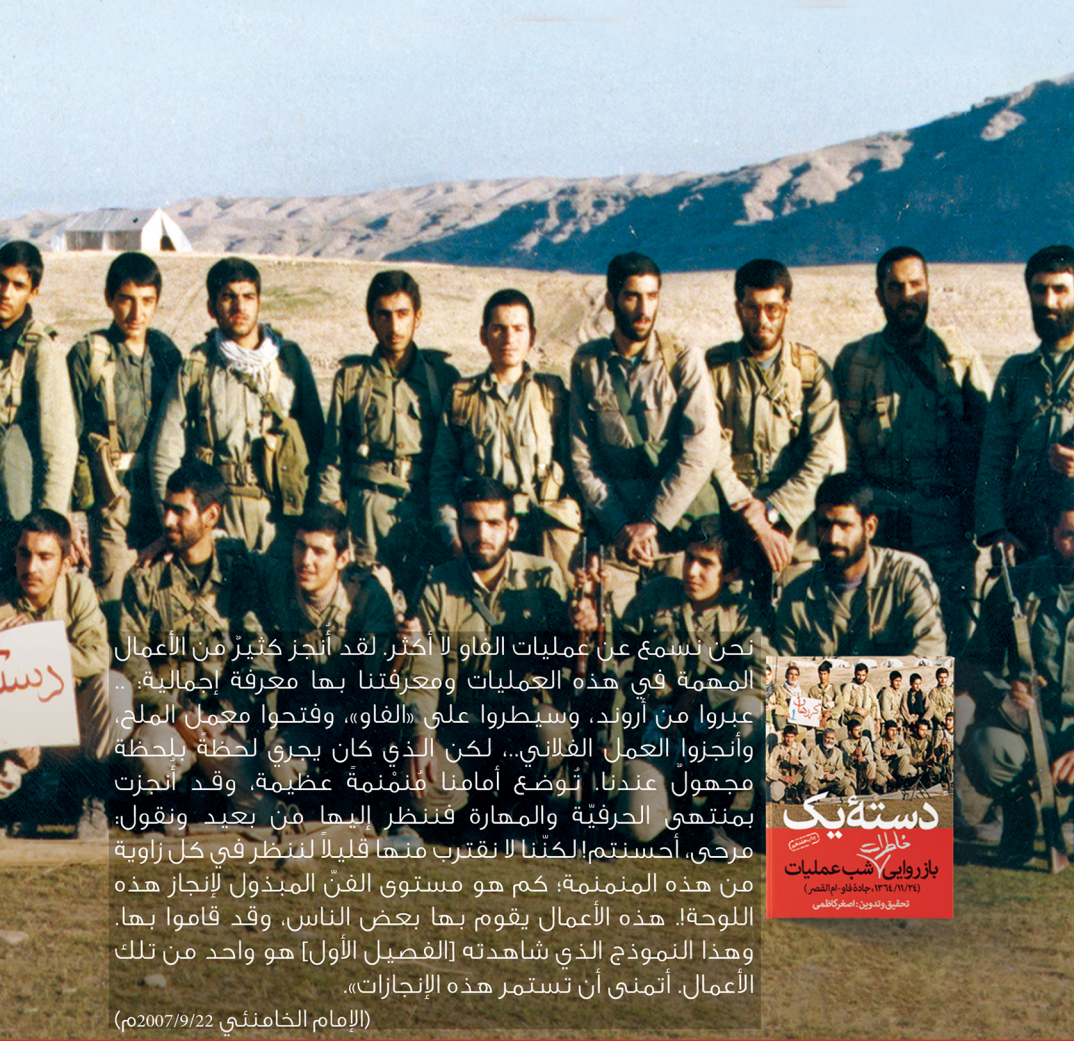 نحن نسمع عن عمليات الفاو لا أكثر. لقد أُنجز كثيرٌ من الأعمال
المهمة في هذه العمليات ومعرفتنا بها معرفة إجمالية: ..
عبروا من أروند، وسيطروا على «الفاو»، وفتحوا معمل الملح،
وأنجزوا العمل الفلاني..، لكن الذي كان يجري لحظةً بلحظة
مجهولٌ عندنا. تُوضع أمامنا مُنمْنمةً عظيمة، وقد أُنجزت
بمنتهى الحرفيّة والمهارة فننظر إليها من بعيد ونقول:
مرحى، أحسنتم! لكنّنا لا نقترب منها قليلاً لننظر في كل زاوية
من هذه المنمنمة؛ كم هو مستوى الفنّ المبذول لإنجاز هذه
اللوحة!. هذه الأعمال يقوم بها بعض الناس، وقد قاموا بها.
وهذا النموذج الذي شاهدته [الفصيل الأول] هو واحد من تلك
الأعمال. أتمنى أن تستمر هذه الإنجازات».
(الإمام الخامنئي 2007/9/22م)
دسته
گردهان
دستهٔ یک
خاطرات
بازروایی شب عملیات
(۱۳۶۴/۱۱/۲۴، جادهٔ فاو-ام القصر)
تحقیق و تدوین: اصغر کاظمی